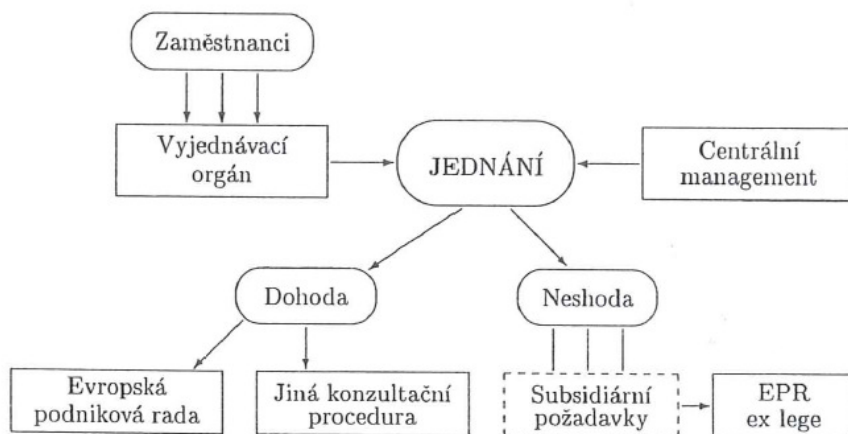 Zaměstnanci
Vyjednávací
orgán
JEDNÁNÍ
Centrální
management
Dohoda
Neshoda
Evropská
podniková rada
Jiná konzultační
procedura
Subsidiární
požadavky
EPR
ex lege